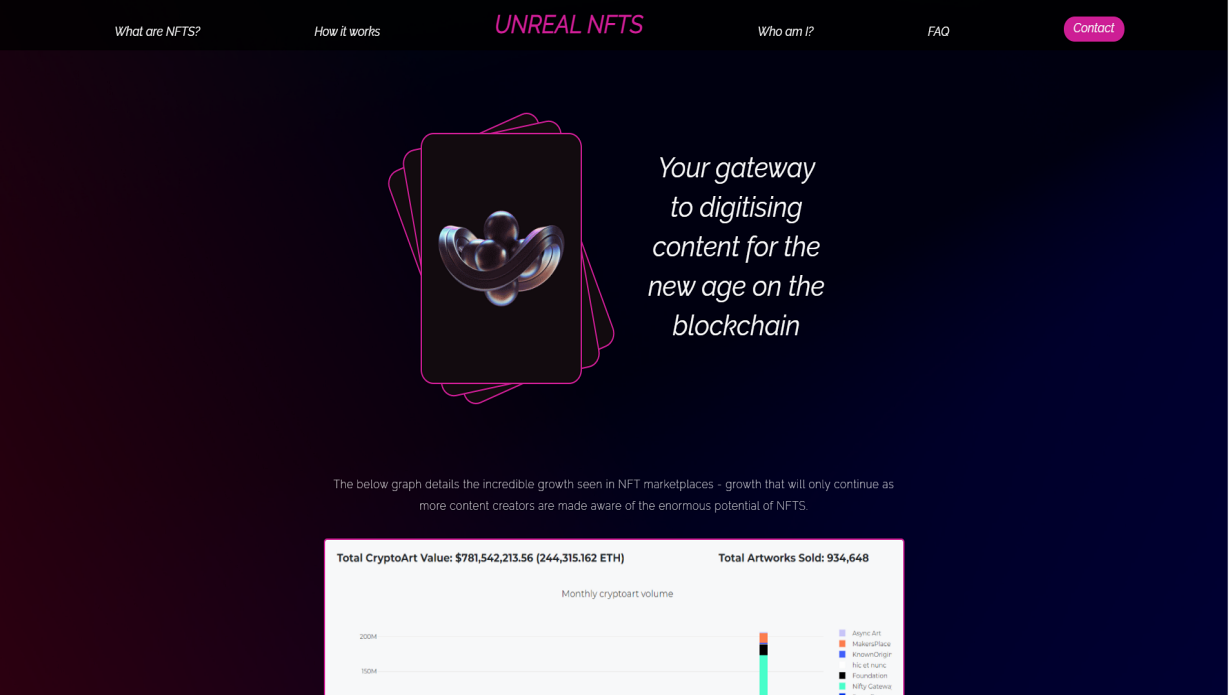 What are NFTS?
How it works
UNREAL NFTS
Who am I?
FAQ
Contact
Your gateway
to digitising
content for the
new age on the
blockchain
The below graph details the incredible growth seen in NFT marketplaces - growth that will only continue as
more content creators are made aware of the enormous potential of NFTS.
Total CryptoArt Value: $781,542,213.56 (244,315.162 ETH)
Total Artworks Sold: 934,648
Monthly cryptoart volume
200M
150M
Async Art
MakersPlace
KnownOrigin
hic et nunc
Foundation
Nifty Gatewa